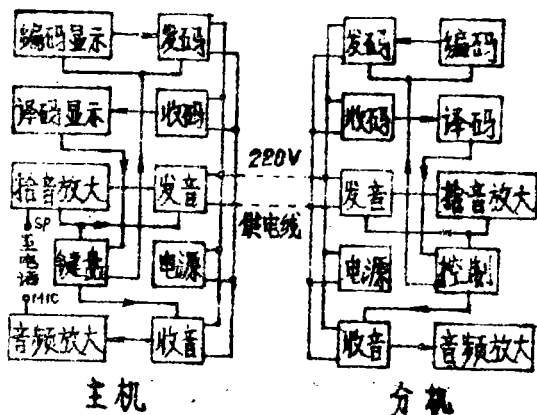 编码显示 发码 发码 编码
译码显示 收码 收码 译码
220V
拾音放大 发音 发音 拾音放大
SP
供电线
至电话
键盘 电源 电源 控制
MIC
音频放大 收音 收音 音频放大
主机 分机